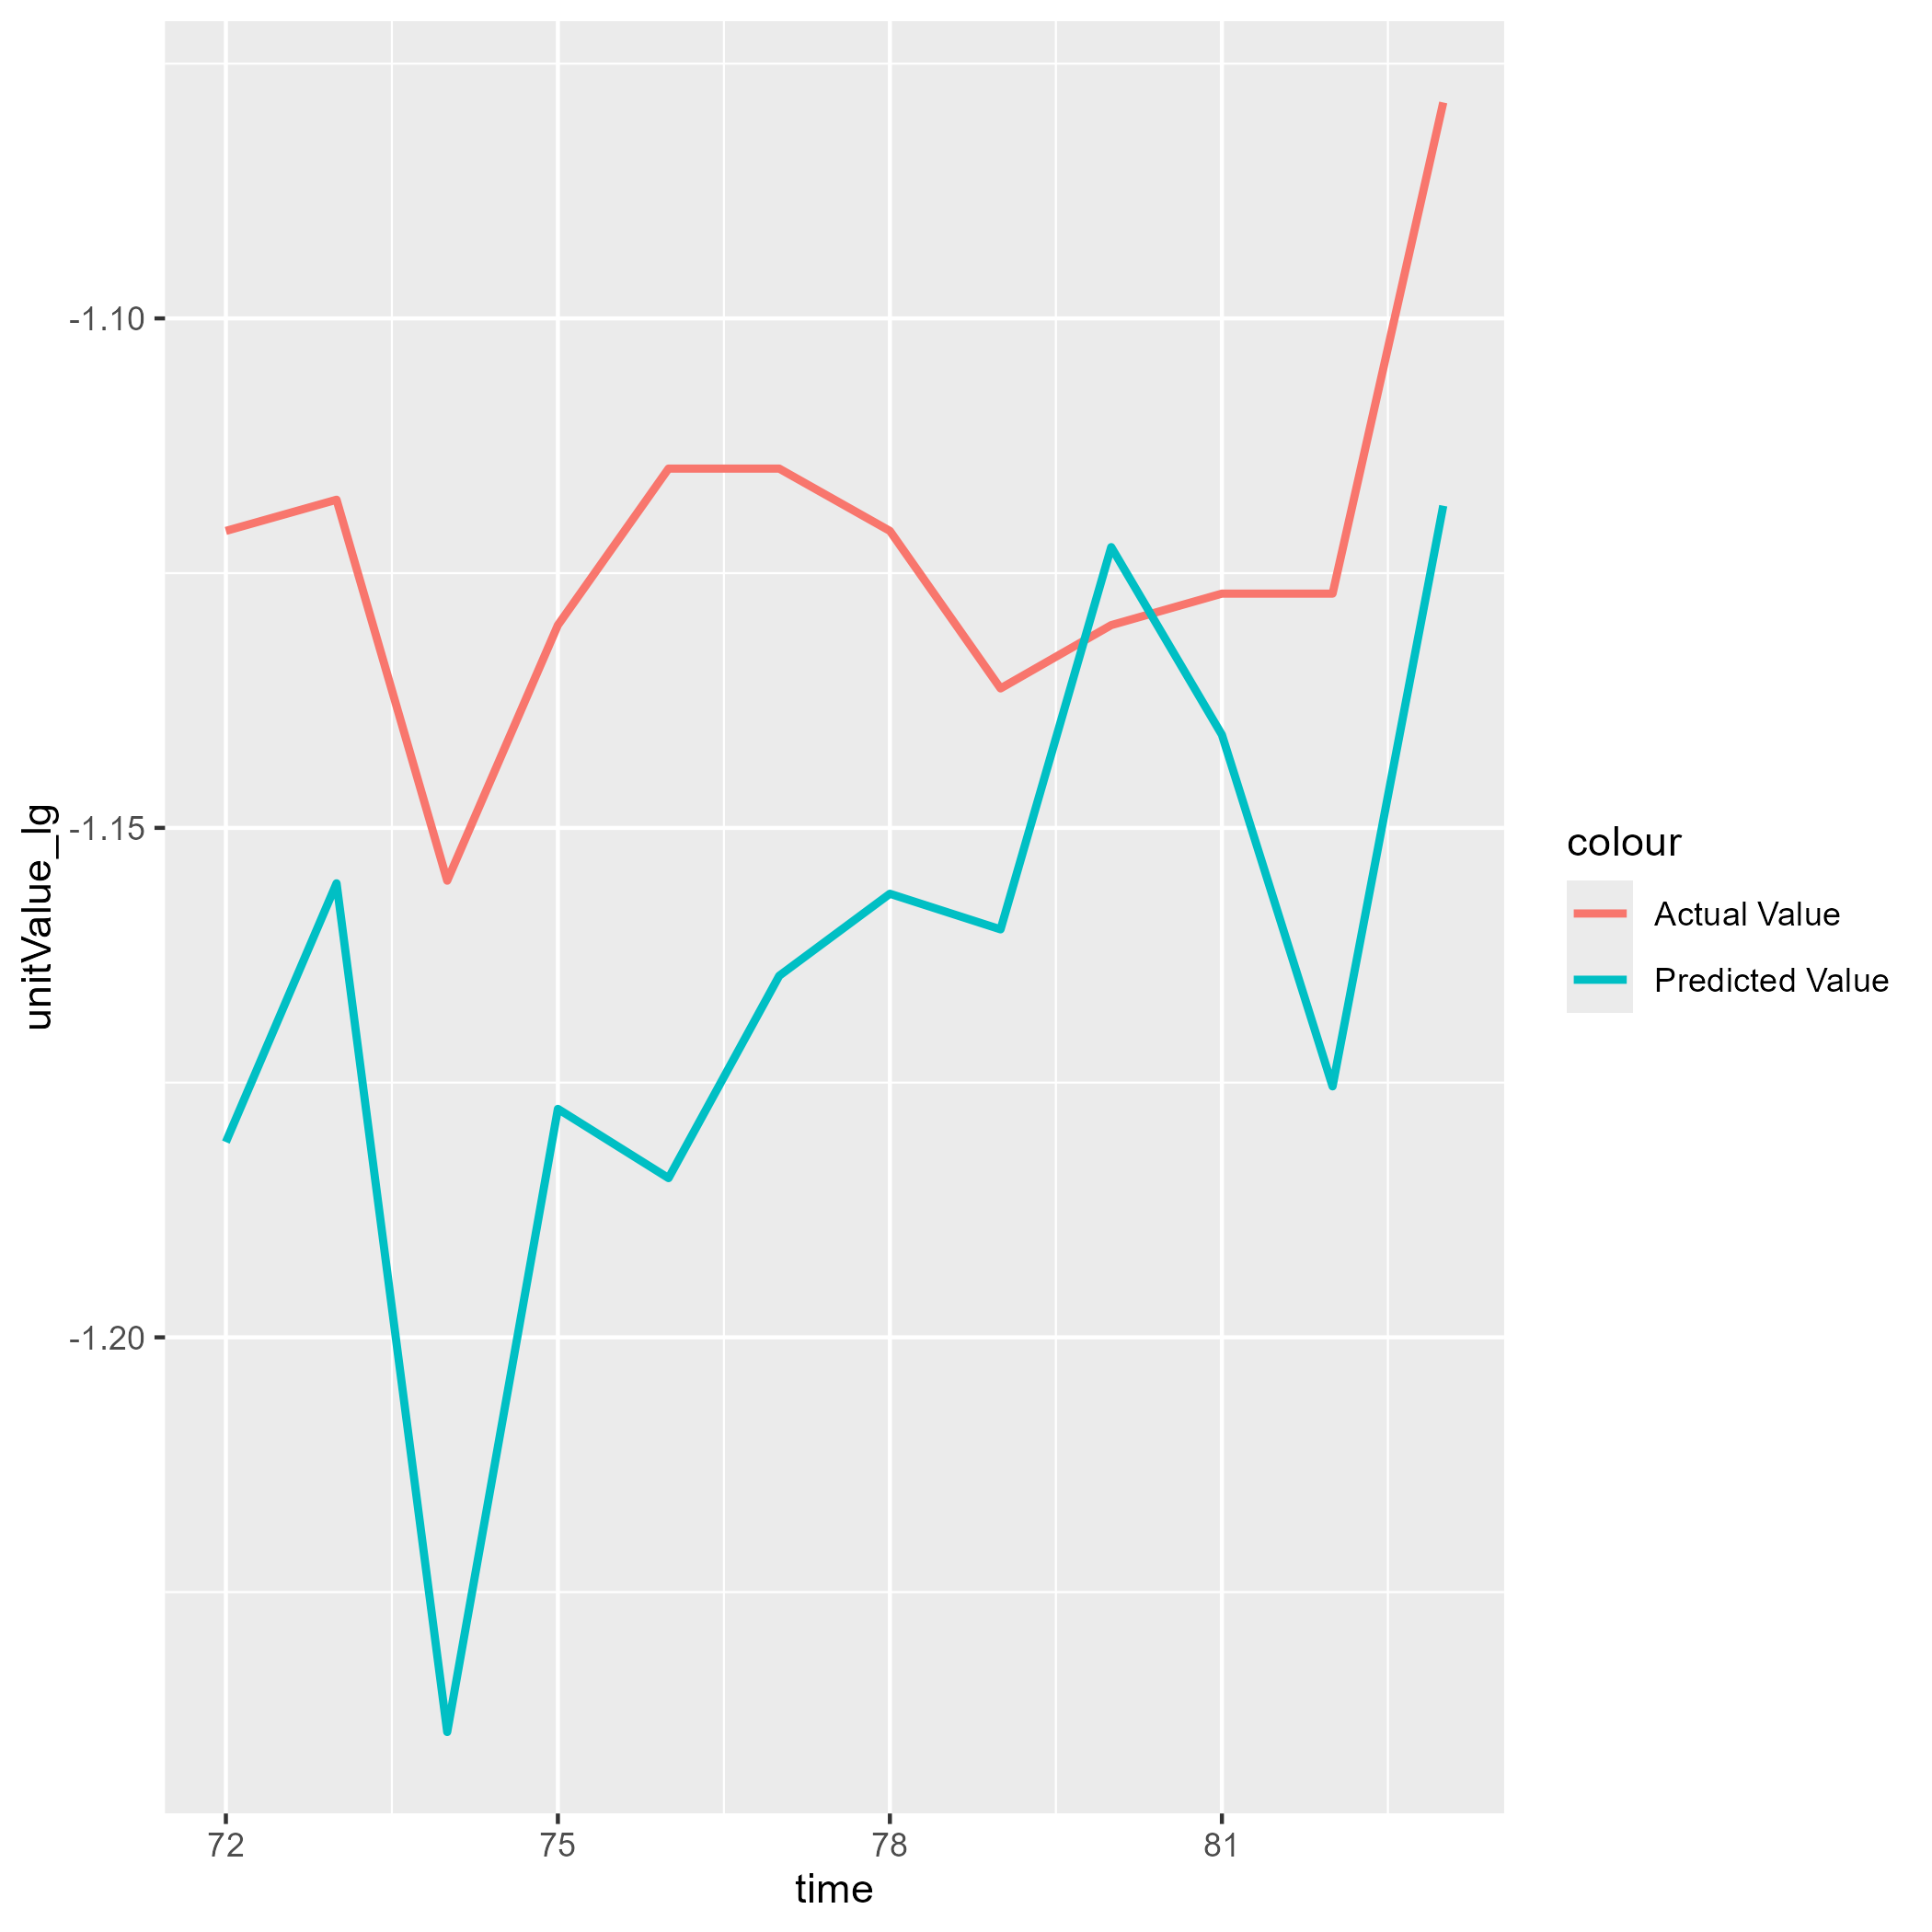 unitValue_lg
-1.10
-1.15
-1.20
72 75 78 81
time
colour
Actual Value
Predicted Value